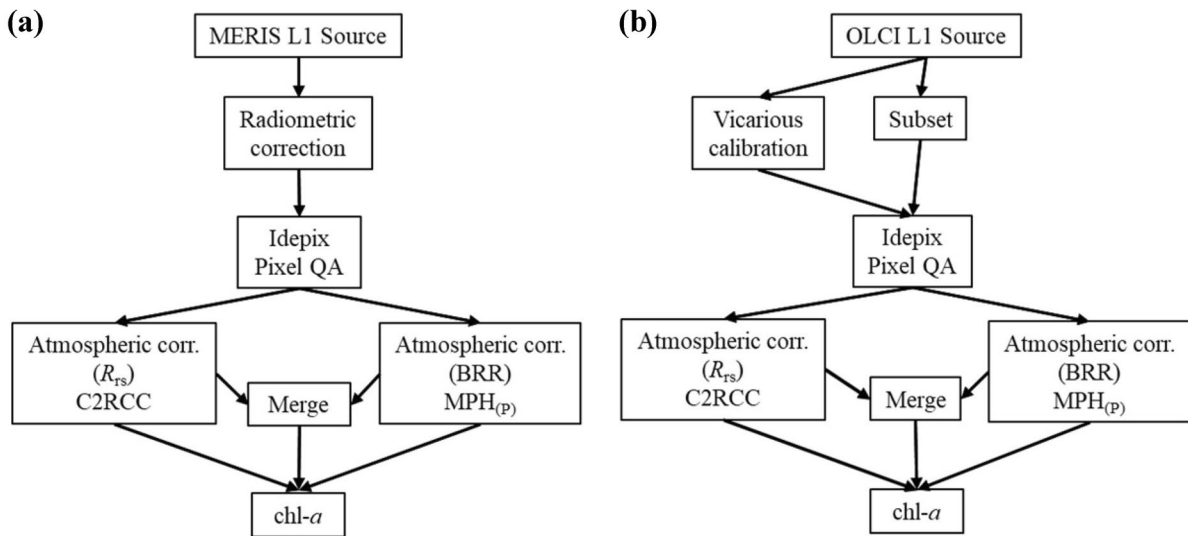 (a)
MERIS L1 Source
Radiometric
correction
Idepix
Pixel QA
Atmospheric corr.
(Rrs)
C2RCC
Merge
Atmospheric corr.
(BRR)
MPH(P)
chl-a
(b)
OLCI L1 Source
Vicarious
calibration
Subset
Idepix
Pixel QA
Atmospheric corr.
(Rrs)
C2RCC
Merge
Atmospheric corr.
(BRR)
MPH(P)
chl-a